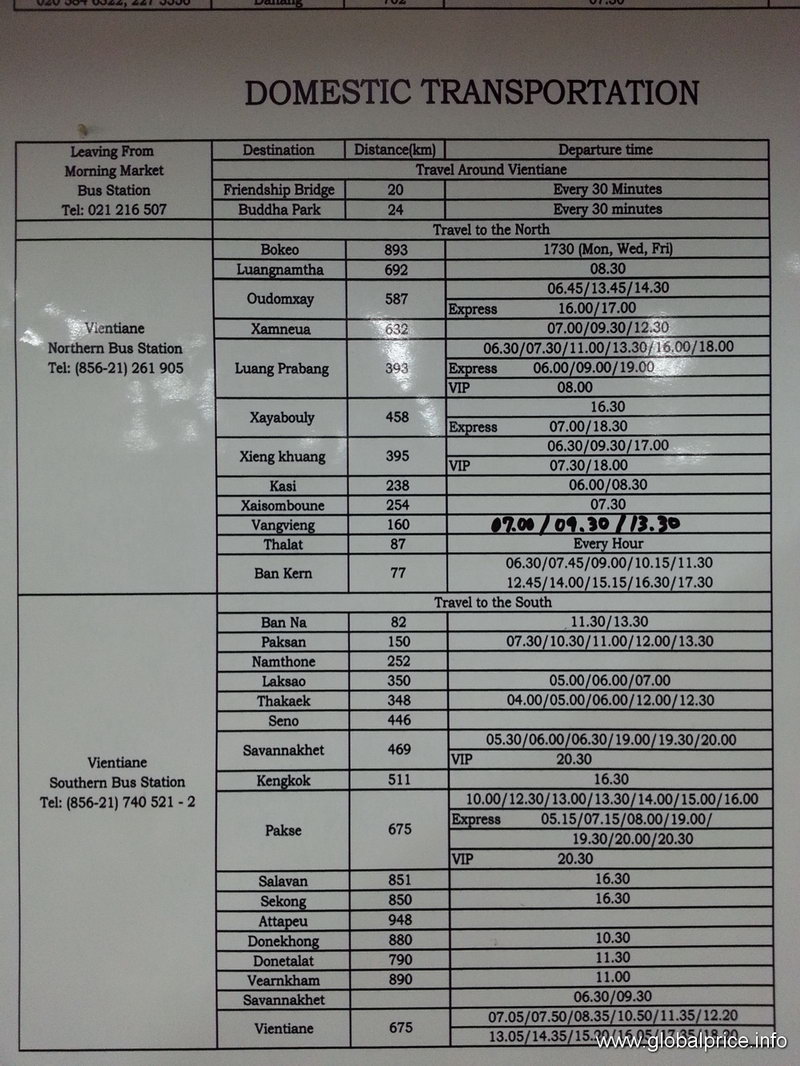 Danang 702 07.30
DOMESTIC TRANSPORTATION
Leaving From
Morning Market
Bus Station
Tel: 021 216 507
Destination Distance(km) Departure time
Travel Around Vientiane
Friendship Bridge 20 Every 30 Minutes
Buddha Park 24 Every 30 minutes
Travel to the North
Vientiane
Northern Bus Station
Tel: (856-21) 261 905
Bokeo 893 1730 (Mon, Wed, Fri)
Luangnamtha 692 08.30
Oudomxay 587 06.45/13.45/14.30
Express 16.00/17.00
Xamneua 632 07.00/09.30/12.30
Luang Prabang 393 06.30/07.30/11.00/13.30/16.00/18.00
Express 06.00/09.00/19.00
VIP 08.00
Xayabouly 458 16.30
Express 07.00/18.30
Xieng khuang 395 06.30/09.30/17.00
VIP 07.30/18.00
Kasi 238 06.00/08.30
Xaisomboune 254 07.30
Vangvieng 160 07.00/09.30/13.30
Thalat 87 Every Hour
Ban Kern 77 06.30/07.45/09.00/10.15/11.30
12.45/14.00/15.15/16.30/17.30
Travel to the South
Vientiane
Southern Bus Station
Tel: (856-21) 740 521 - 2
Ban Na 82 11.30/13.30
Paksan 150 07.30/10.30/11.00/12.00/13.30
Namthone 252
Laksao 350 05.00/06.00/07.00
Thakaek 348 04.00/05.00/06.00/12.00/12.30
Seno 446
Savannakhet 469 05.30/06.00/06.30/19.00/19.30/20.00
VIP 20.30
Kengkok 511 16.30
Pakse 675 10.00/12.30/13.00/13.30/14.00/15.00/16.00
Express 05.15/07.15/08.00/19.00/
19.30/20.00/20.30
VIP 20.30
Salavan 851 16.30
Sekong 850 16.30
Attapeu 948
Donekhong 880 10.30
Donetalat 790 11.30
Vearnkham 890 11.00
Savannakhet 06.30/09.30
Vientiane 675 07.05/07.50/08.35/10.50/11.35/12.20
13.05/14.35/15.20/16.05/17.35/18.20
www.globalprice.info